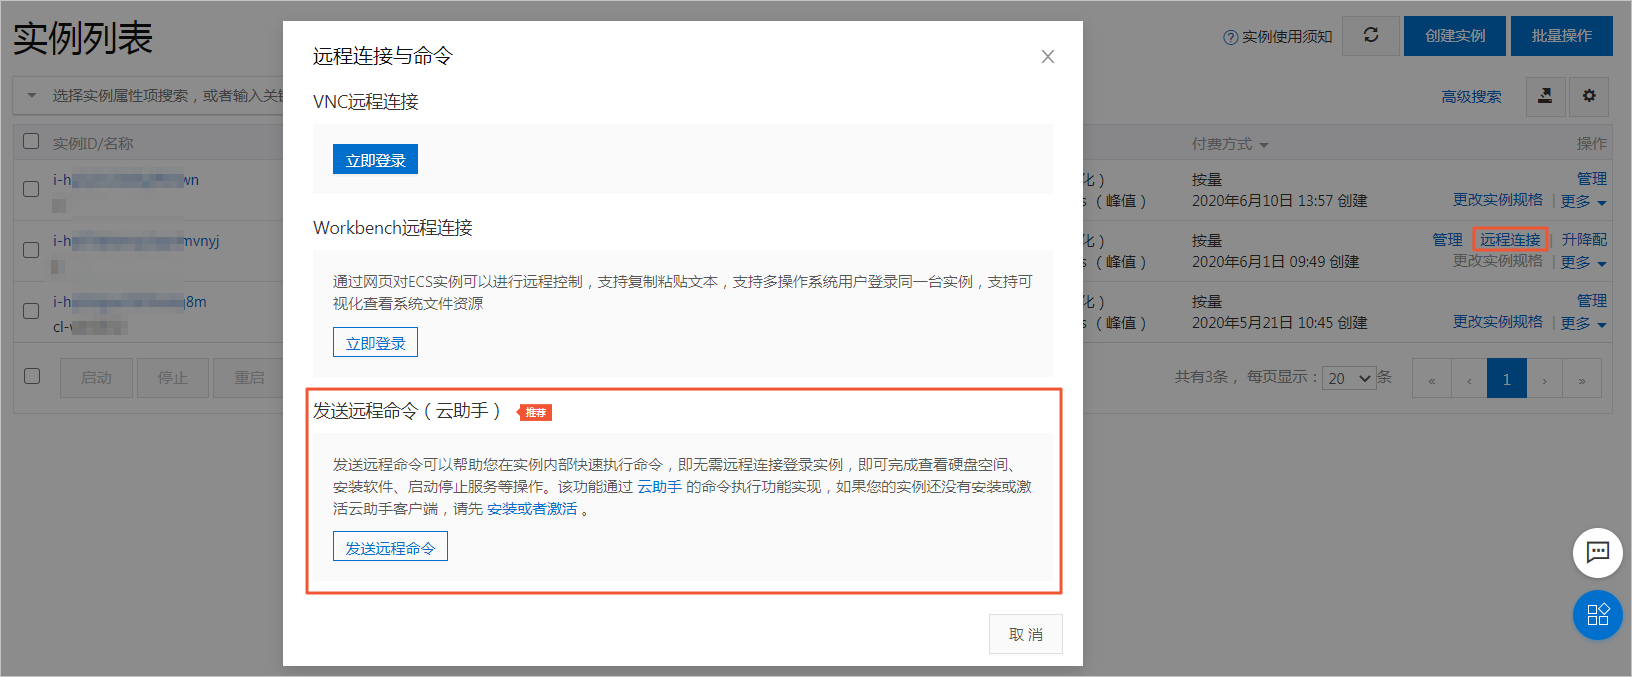 实例列表
实例使用须知
创建实例
批量操作
选择实例属性项搜索，或者输入关
高级搜索
实例ID/名称
付费方式
操作
i-h
wn
化）
按量
管理
s （峰值）
2020年6月10日 13:57 创建
更改实例规格
更多
i-h
mvnyj
化）
按量
管理
远程连接
升降配
s （峰值）
2020年6月1日 09:49 创建
更改实例规格
更多
i-h
q8m
化）
按量
管理
cl-
s （峰值）
2020年5月21日 10:45 创建
更改实例规格
更多
启动
停止
重启
共有3条， 每页显示：
20
条
«
‹
1
›
»
远程连接与命令
VNC远程连接
立即登录
Workbench远程连接
通过网页对ECS实例可以进行远程控制，支持复制粘贴文本，支持多操作系统用户登录同一台实例，支持可
视化查看系统文件资源
立即登录
发送远程命令（云助手）
推荐
发送远程命令可以帮助您在实例内部快速执行命令，即无需远程连接登录实例，即可完成查看硬盘空间、
安装软件、启动停止服务等操作。该功能通过 云助手 的命令执行功能实现，如果您的实例还没有安装或激
活云助手客户端，请先 安装或者激活 。
发送远程命令
取 消